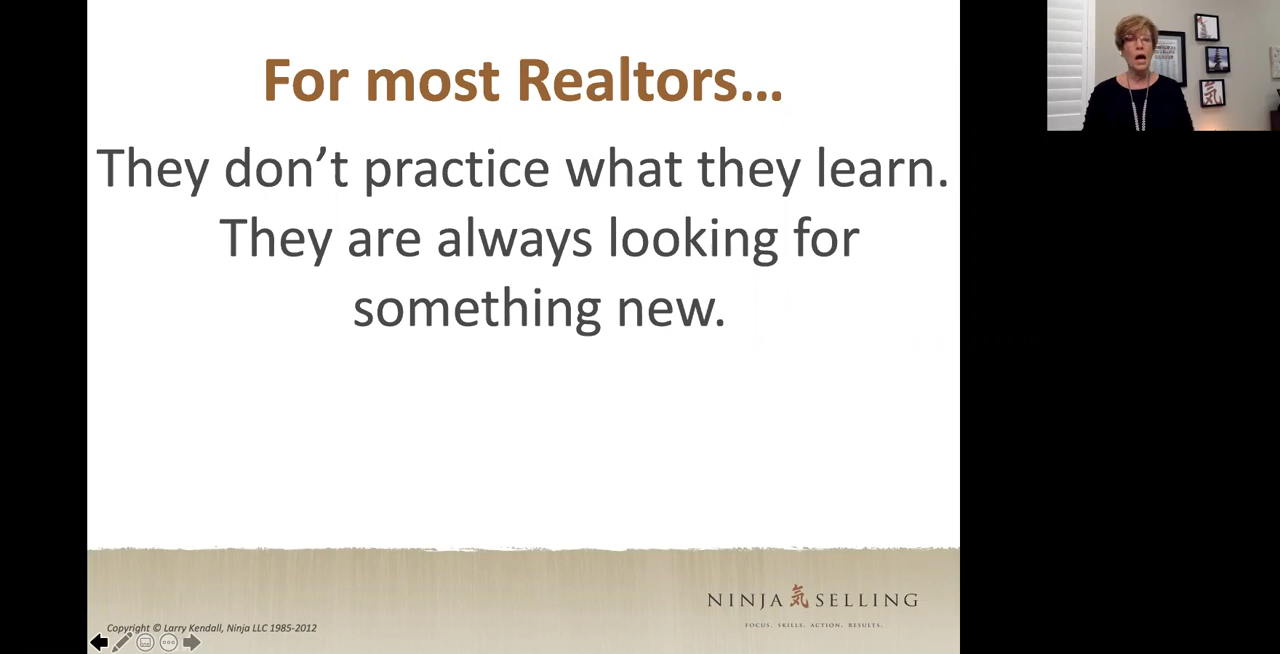 For most Realtors...
They don't practice what they learn.
They are always looking for
something new.
NINJA 気 SELLING
FOCUS. SKILLS. ACTION. RESULTS.
Copyright © Larry Kendall, Ninja LLC 1985-2012